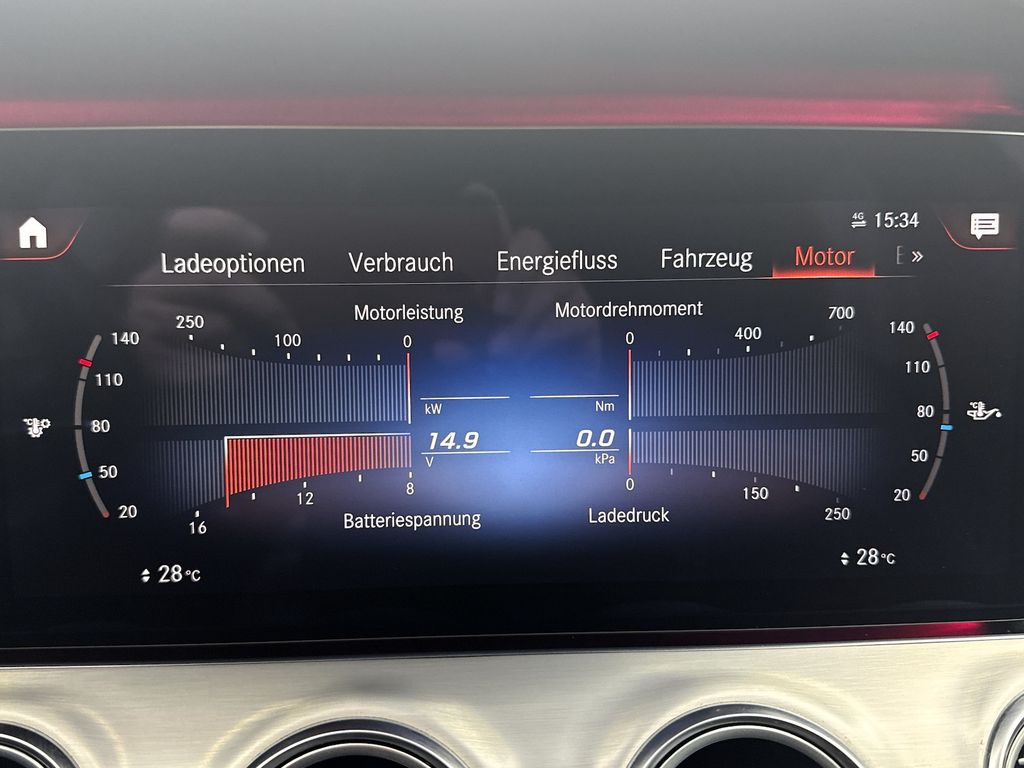 4G 15:34
Ladeoptionen Verbrauch Energiefluss Fahrzeug Motor E »
Motorleistung Motordrehmoment
250 100 0 0 400 700
140 110 80 50 20
°C
kW Nm
140 110 80 50 20
°C
14.9 0.0
V kPa
16 12 8 0 150 250
Batteriespannung Ladedruck
28°C 28°C